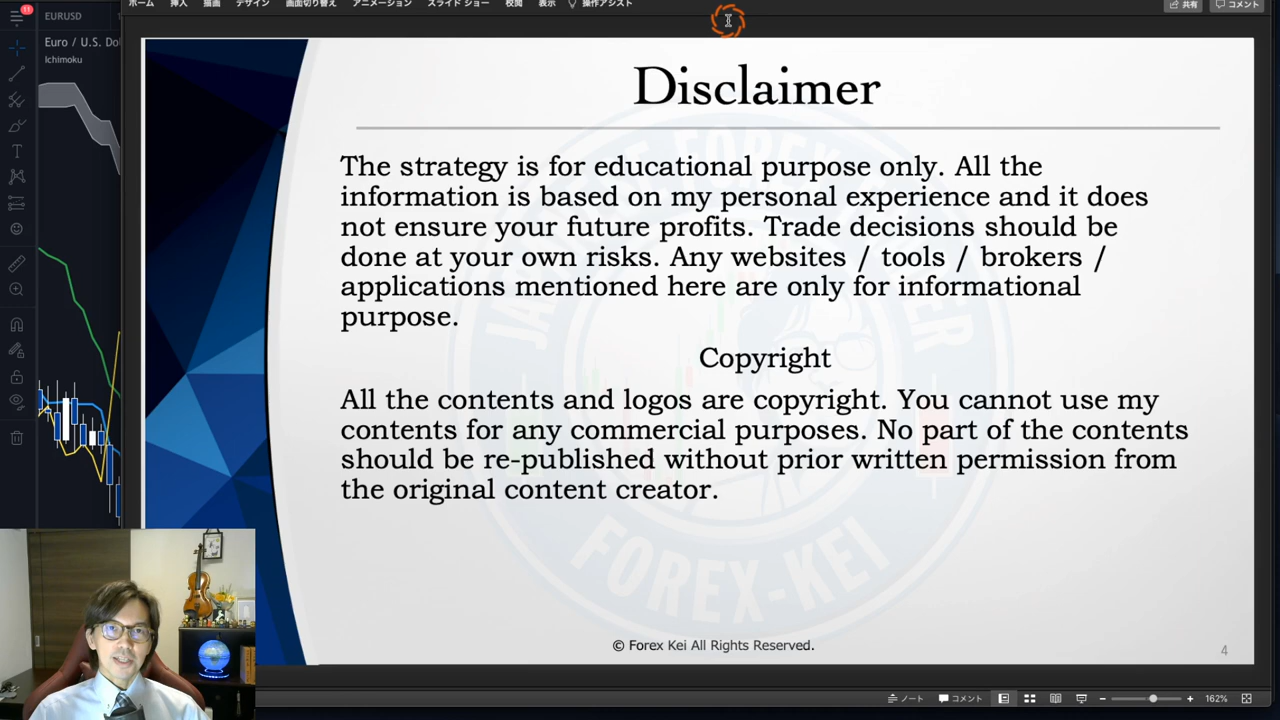 ホーム 挿入 描画 デザイン 画面切り替え アニメーション スライド ショー 校閲 表示 操作アシスト
共有 コメント
11
EURUSD
Euro / U.S. Do
Ichimoku
Disclaimer
The strategy is for educational purpose only. All the
information is based on my personal experience and it does
not ensure your future profits. Trade decisions should be
done at your own risks. Any websites / tools / brokers /
applications mentioned here are only for informational
purpose.
Copyright
All the contents and logos are copyright. You cannot use my
contents for any commercial purposes. No part of the contents
should be re-published without prior written permission from
the original content creator.
FOREX-KEI
© Forex Kei All Rights Reserved.
4
ノート コメント 162%